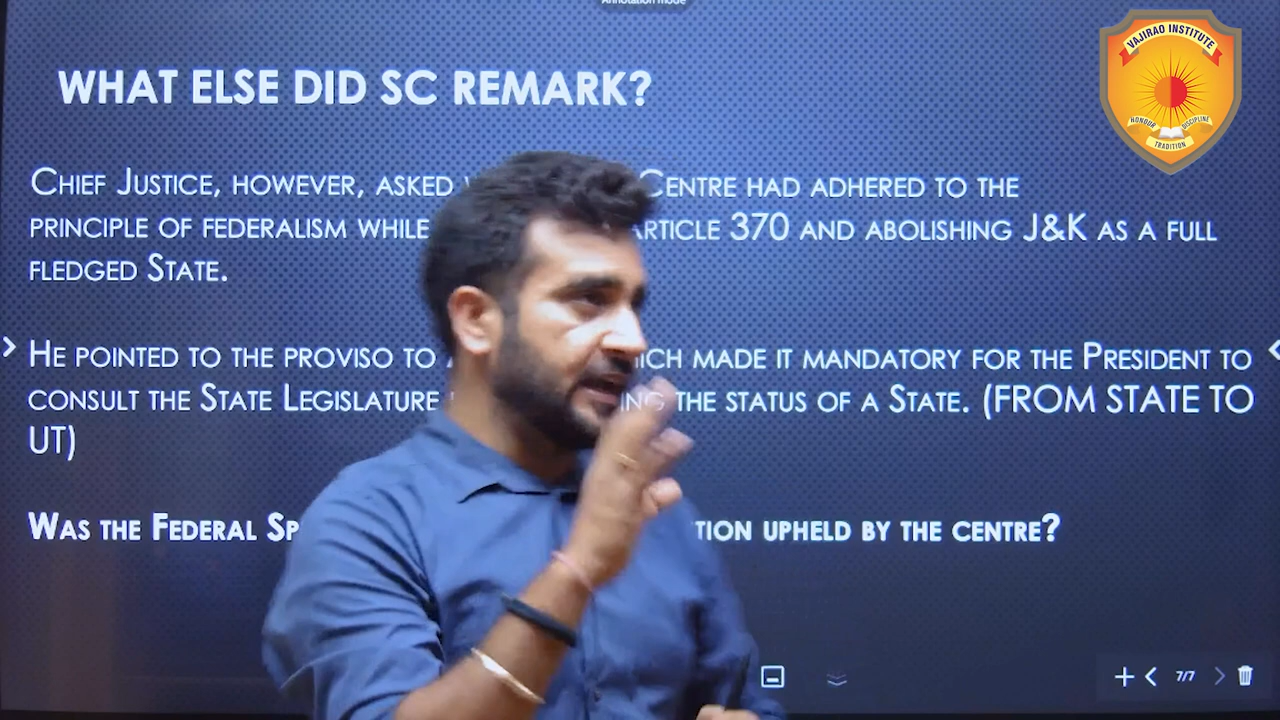 Annotation mode
WHAT ELSE DID SC REMARK?
VAJIRAO INSTITUTE
HONOUR DISCIPLINE
TRADITION
CHIEF JUSTICE, HOWEVER, ASKED CENTRE HAD ADHERED TO THE
PRINCIPLE OF FEDERALISM WHILE ARTICLE 370 AND ABOLISHING J&K AS A FULL
FLEDGED STATE.
HE POINTED TO THE PROVISO TO MADE IT MANDATORY FOR THE PRESIDENT TO
CONSULT THE STATE LEGISLATURE THE STATUS OF A STATE. (FROM STATE TO
UT)
WAS THE FEDERAL UPHELD BY THE CENTRE?
7/7